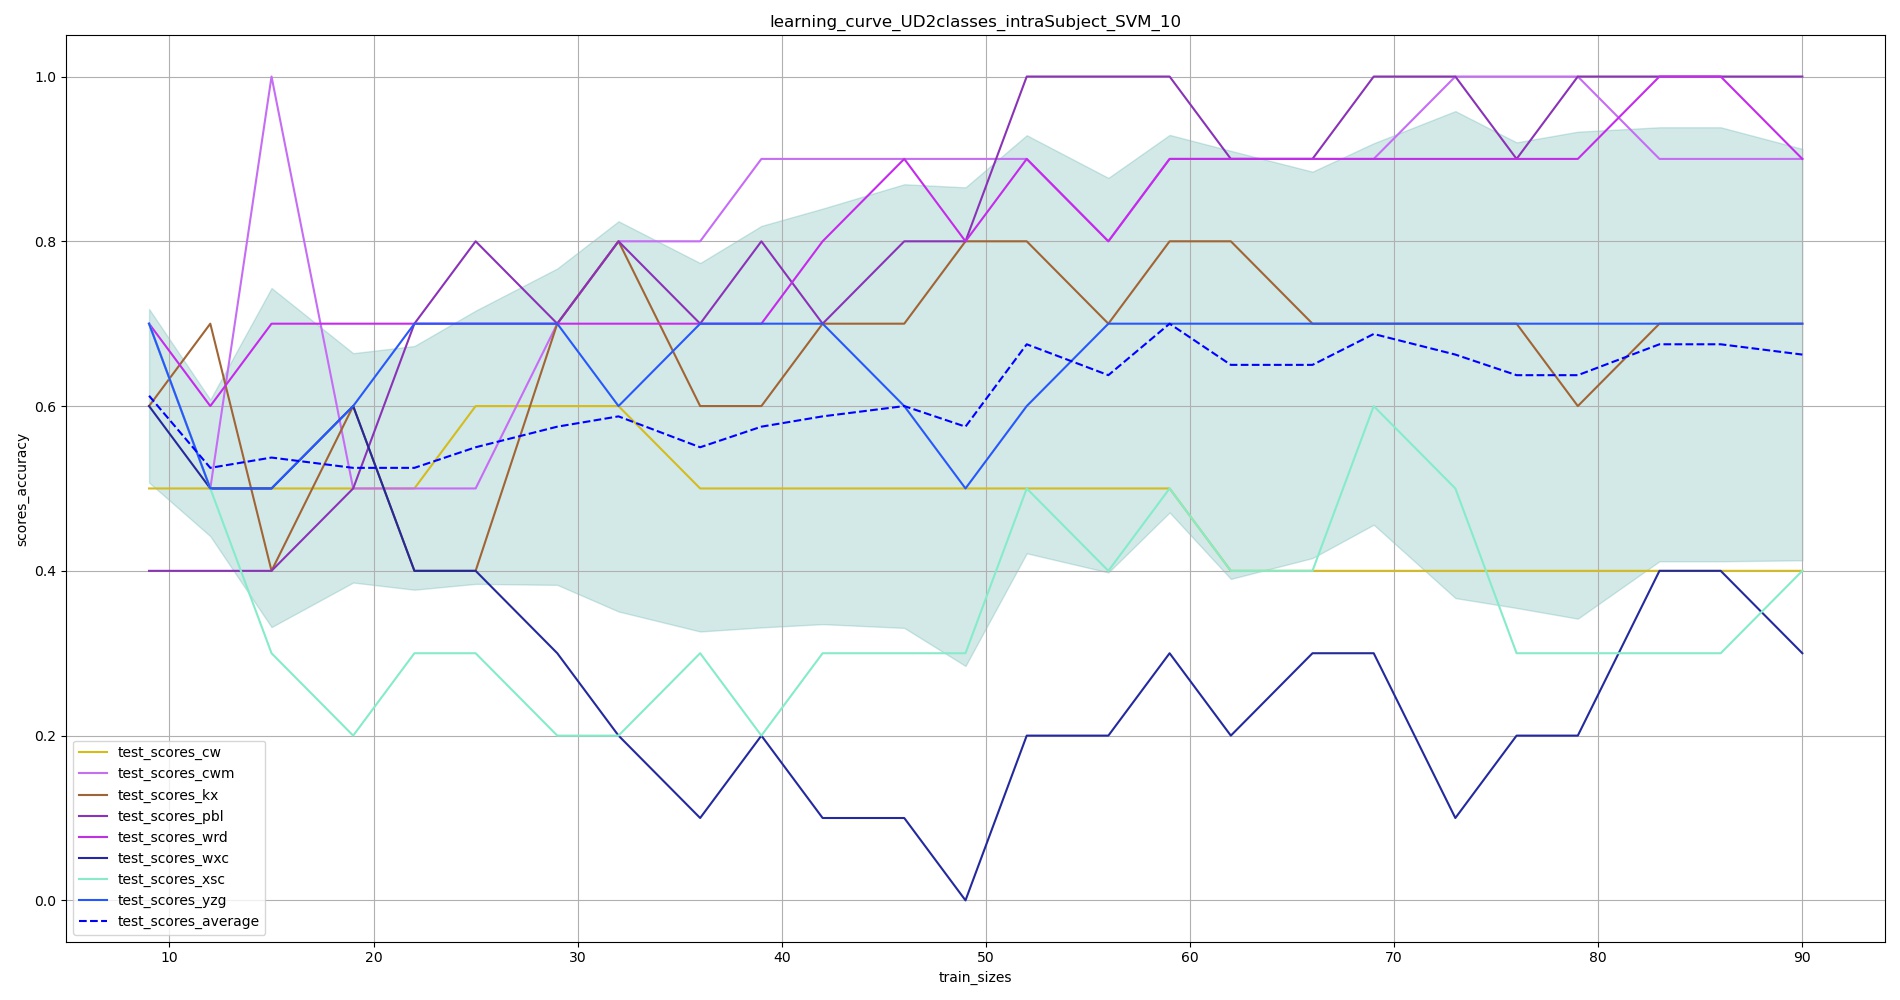 learning_curve_UD2classes_intraSubject_SVM_10
scores_accuracy
1.0
0.8
0.6
0.4
0.2
0.0
test_scores_cw
test_scores_cwm
test_scores_kx
test_scores_pbl
test_scores_wrd
test_scores_wxc
test_scores_xsc
test_scores_yzg
test_scores_average
10 20 30 40 50 60 70 80 90
train_sizes